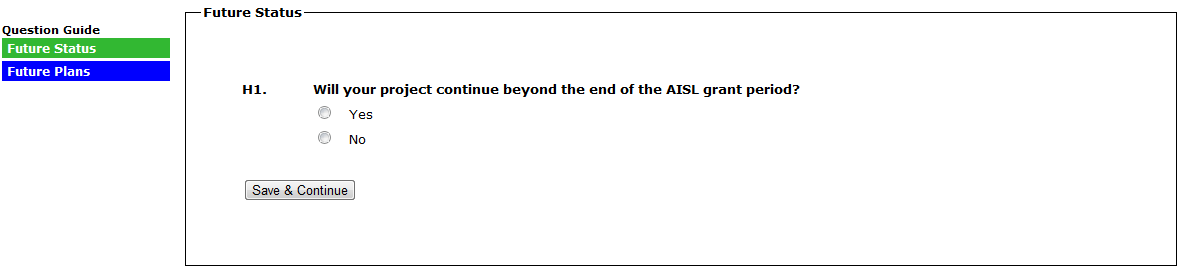 Question Guide
Future Status
Future Plans
Future Status
H1. Will your project continue beyond the end of the AISL grant period?
Yes
No
Save & Continue